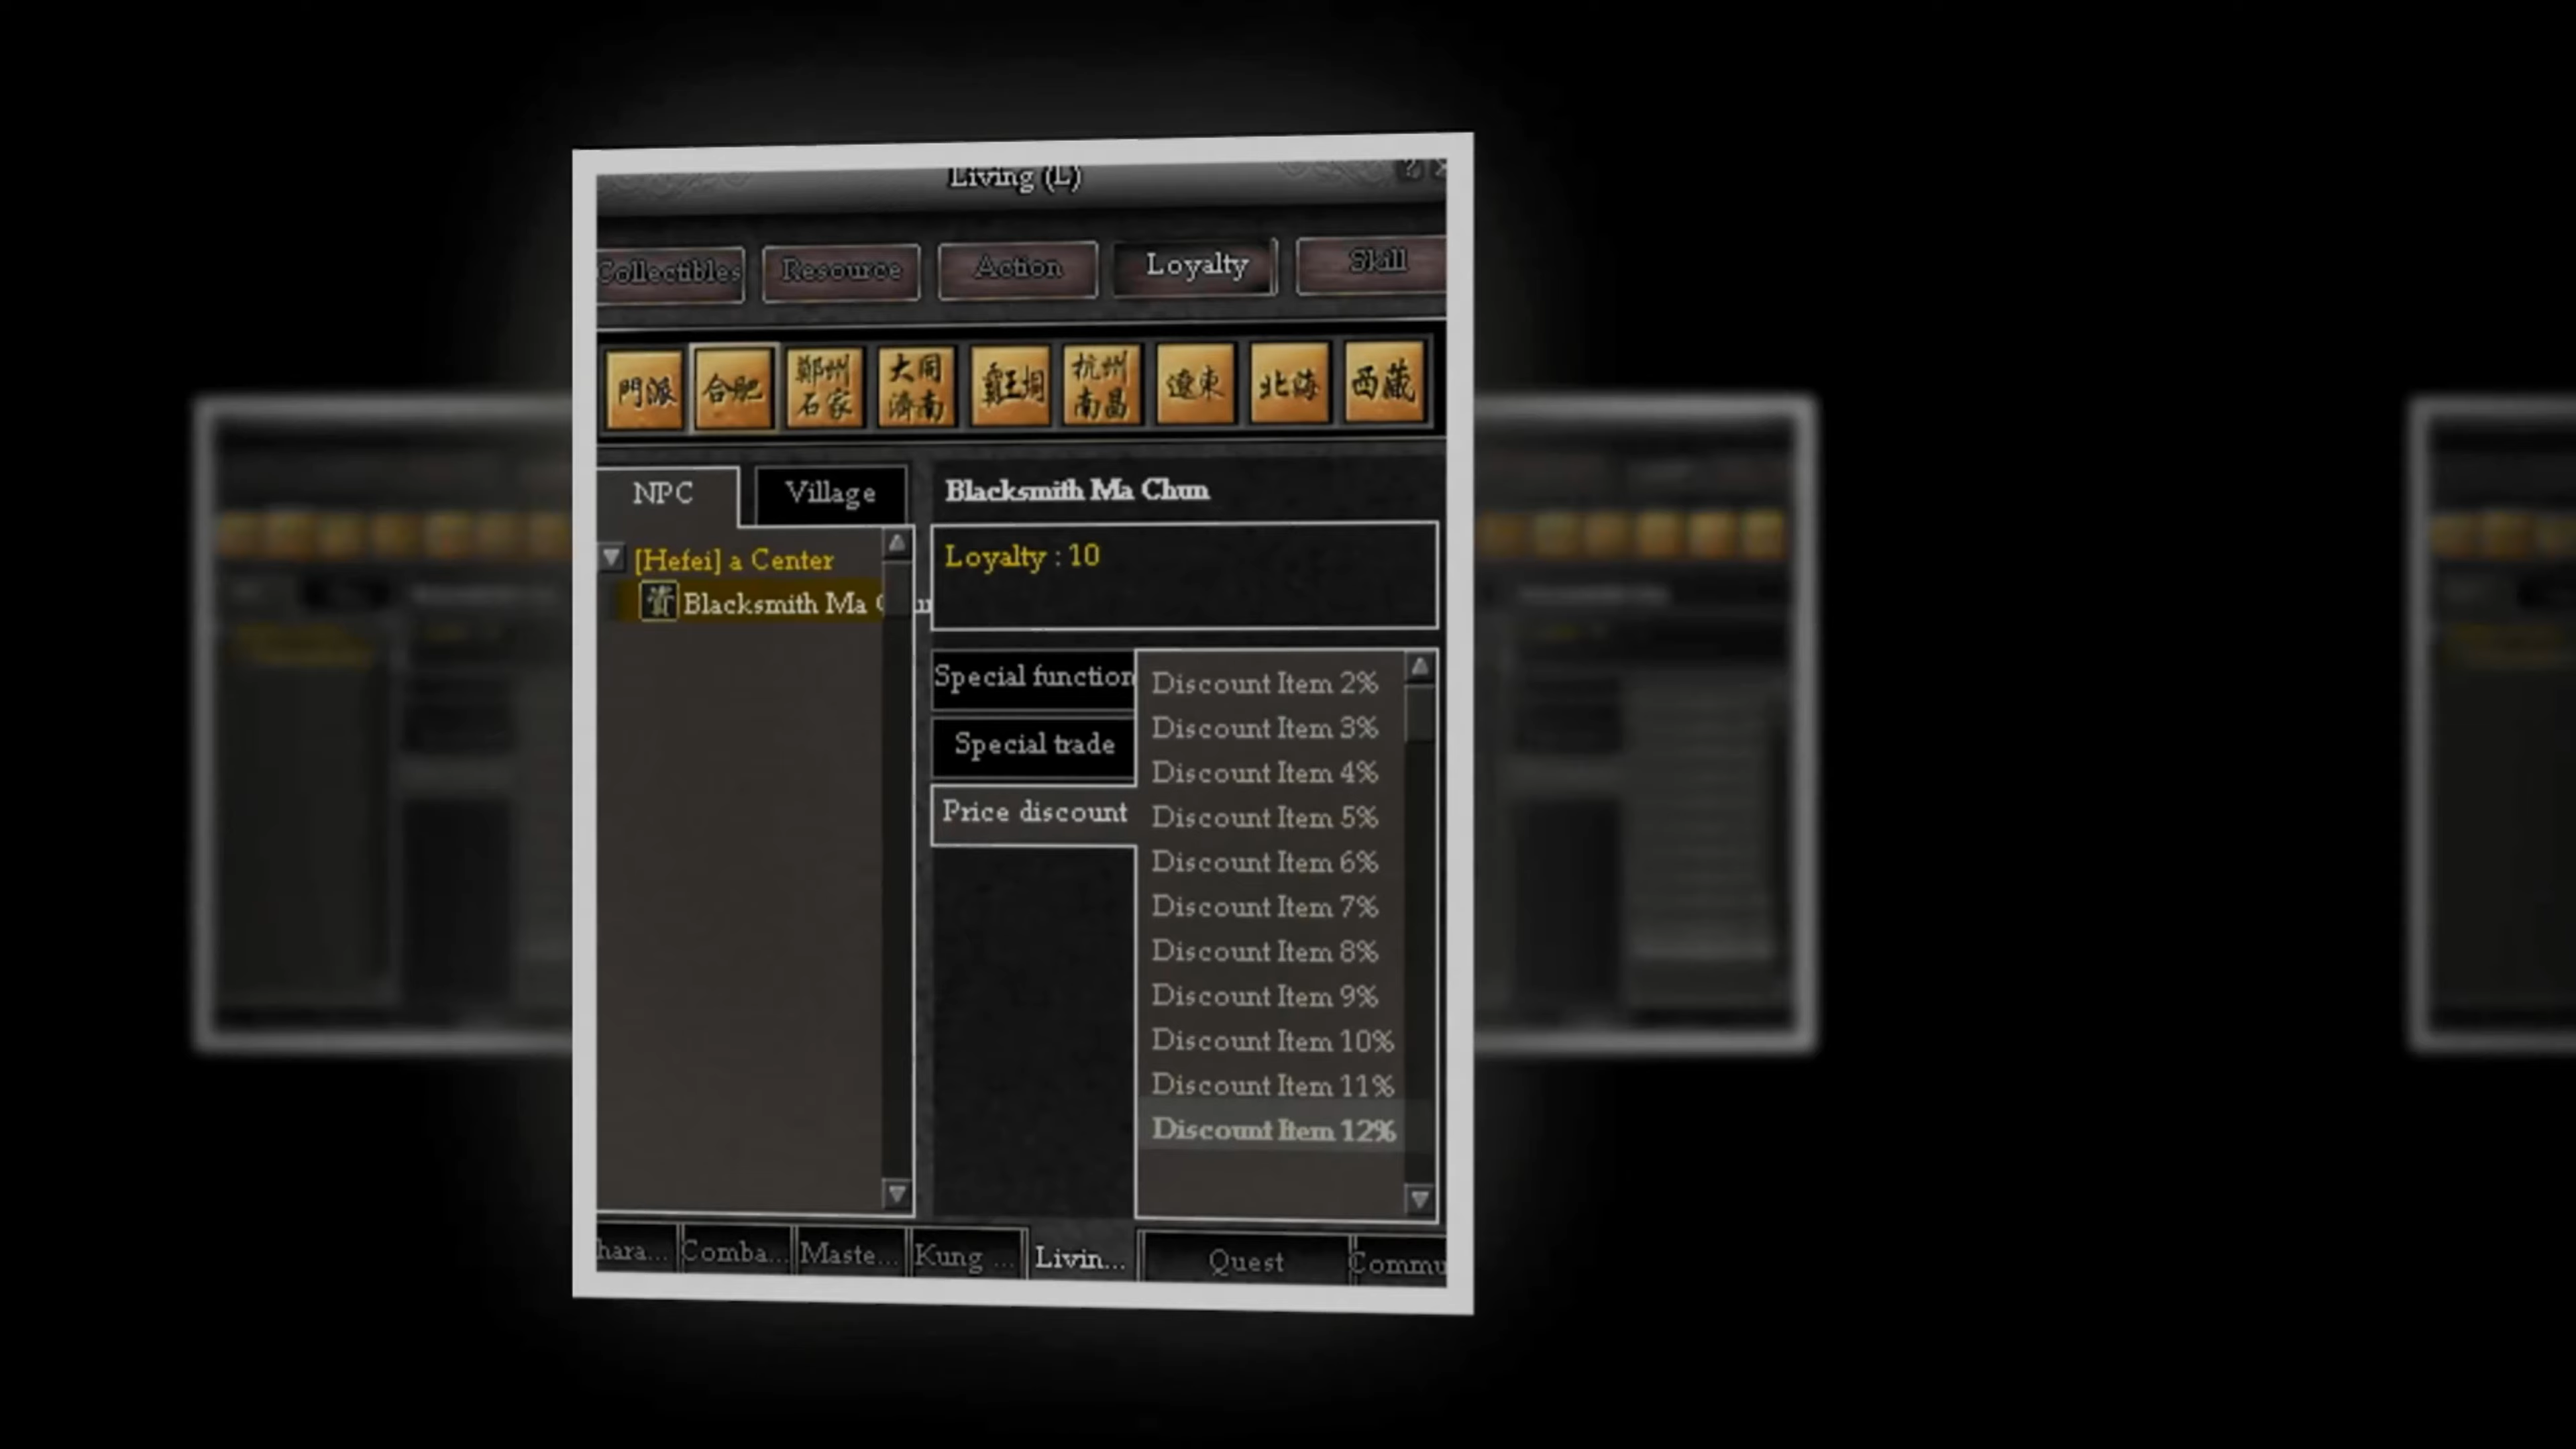 Living (L)
Collectibles Resource Action Loyalty Skill
門派 合肥 鄭州 石家 大同 濟南 霸王垌 杭州 南昌 遼東 北海 西藏
NPC Village
[Hefei] a Center
Blacksmith Ma
Blacksmith Ma Chun
Loyalty : 10
Special function
Special trade
Price discount
Discount Item 2%
Discount Item 3%
Discount Item 4%
Discount Item 5%
Discount Item 6%
Discount Item 7%
Discount Item 8%
Discount Item 9%
Discount Item 10%
Discount Item 11%
Discount Item 12%
hara... Comba... Maste... Kung ... Livin... Quest Commu